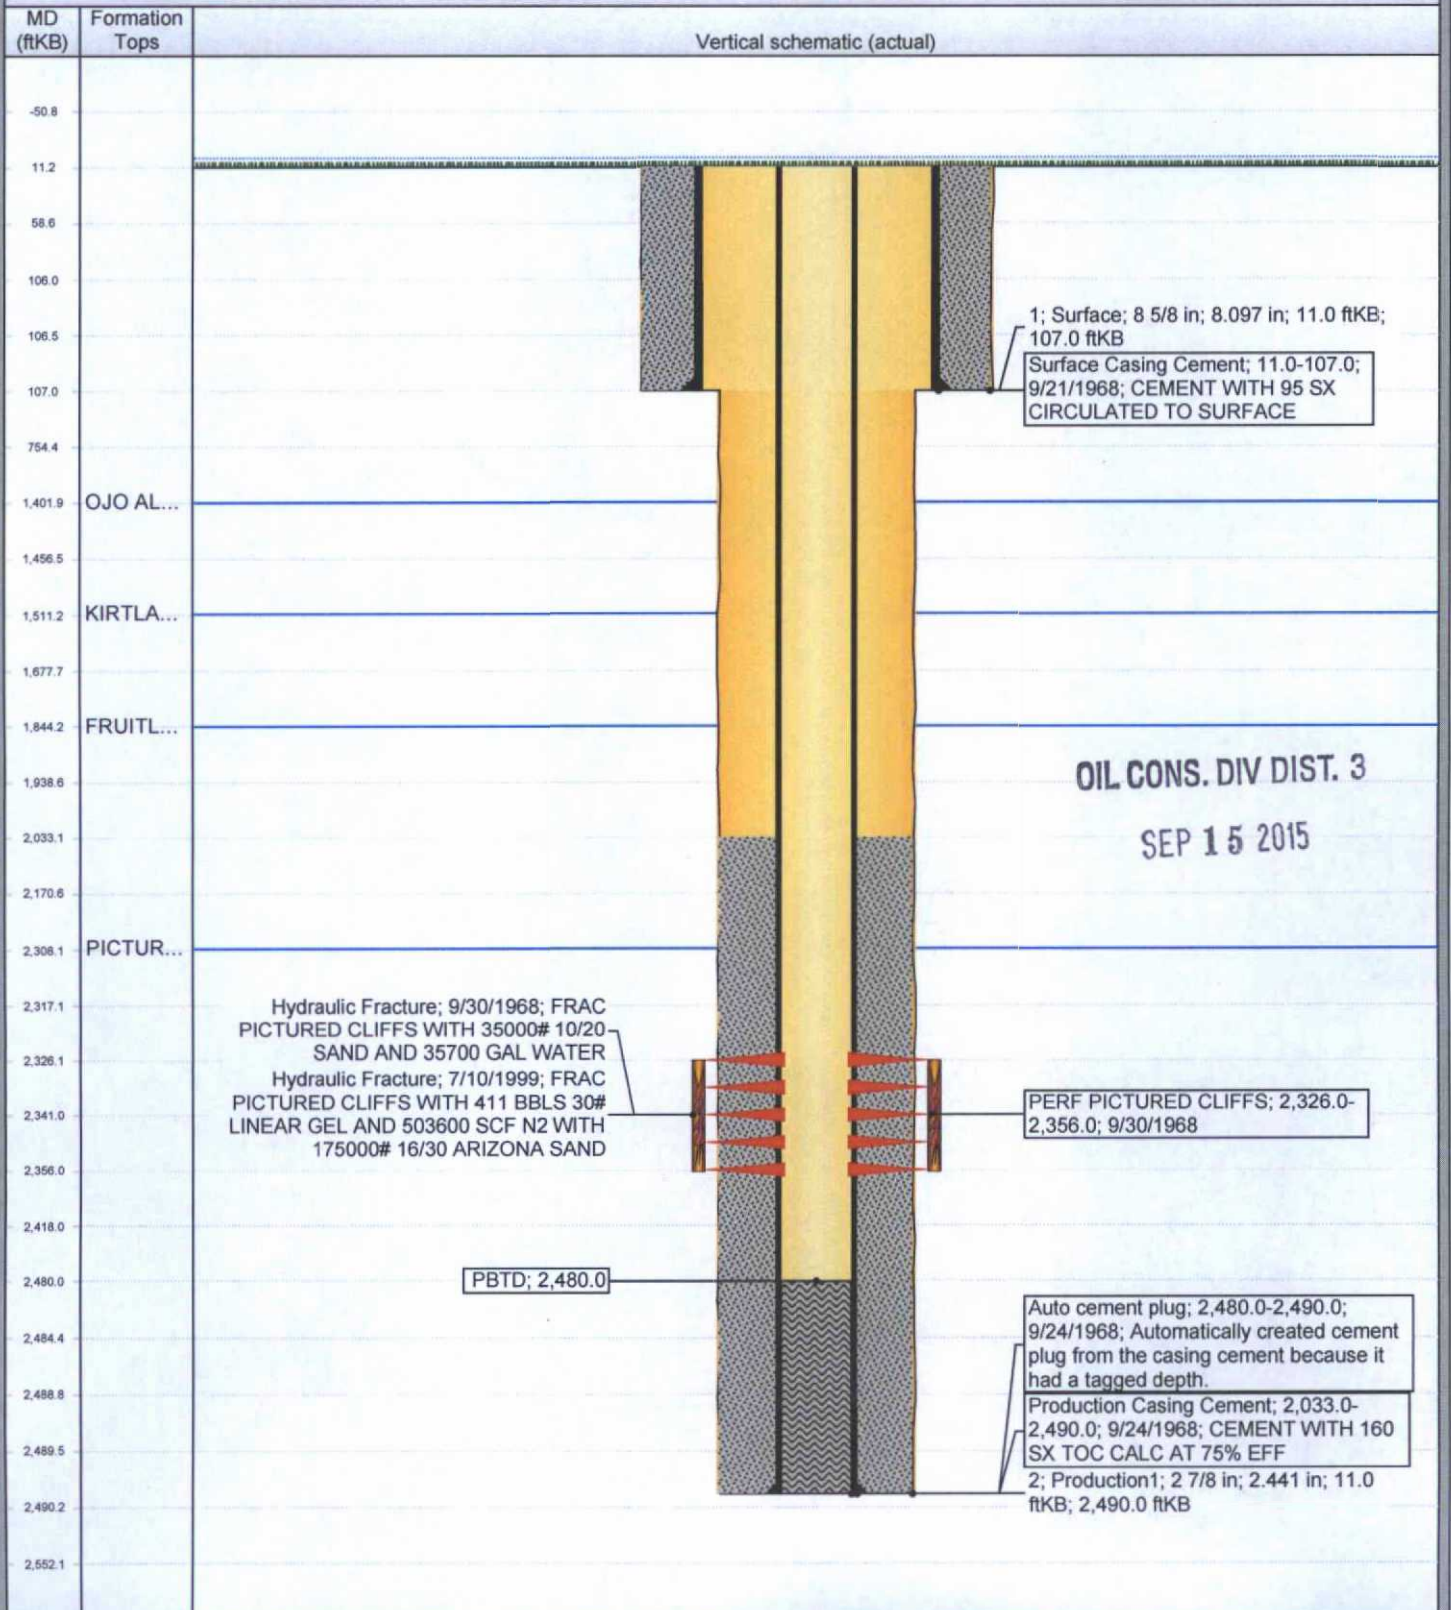 MD
(ftKB)
Formation
Tops
Vertical schematic (actual)
-50.8
11.2
58.6
106.0
1; Surface; 8 5/8 in; 8.097 in; 11.0 ftKB;
107.0 ftKB
106.5
Surface Casing Cement; 11.0-107.0;
9/21/1968; CEMENT WITH 95 SX
CIRCULATED TO SURFACE
107.0
754.4
1,401.9 OJO AL...
1,456.5
1,511.2 KIRTLA...
1,677.7
1,844.2 FRUITL...
1,938.6
OIL CONS. DIV DIST. 3
SEP 15 2015
2,033.1
2,170.6
2,308.1 PICTUR...
2,317.1
Hydraulic Fracture; 9/30/1968; FRAC
PICTURED CLIFFS WITH 35000# 10/20
SAND AND 35700 GAL WATER
2,326.1
Hydraulic Fracture; 7/10/1999; FRAC
PICTURED CLIFFS WITH 411 BBLS 30#
LINEAR GEL AND 503600 SCF N2 WITH
175000# 16/30 ARIZONA SAND
2,341.0
PERF PICTURED CLIFFS; 2,326.0-
2,356.0; 9/30/1968
2,356.0
2,418.0
2,480.0
PBTD; 2,480.0
2,484.4
Auto cement plug; 2,480.0-2,490.0;
9/24/1968; Automatically created cement
plug from the casing cement because it
had a tagged depth.
2,488.8
Production Casing Cement; 2,033.0-
2,490.0; 9/24/1968; CEMENT WITH 160
SX TOC CALC AT 75% EFF
2,489.5
2; Production1; 2 7/8 in; 2.441 in; 11.0
ftKB; 2,490.0 ftKB
2,490.2
2,552.1